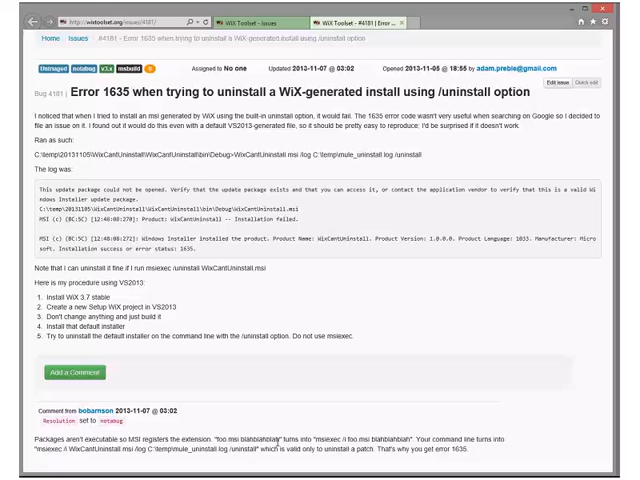 http://wixtoolset.org/issues/4181/
WiX Toolset - Issues
WiX Toolset - #4181 | Error ...
Home Issues #4181 - Error 1635 when trying to uninstall a WiX-generated install using /uninstall option
Untriaged notabug v3.x msbuild 0 Assigned to No one Updated 2013-11-07 @ 03:02 Opened 2013-11-05 @ 18:55 by adam.preble@gmail.com
Edit issue Quick edit
Bug 4181 | Error 1635 when trying to uninstall a WiX-generated install using /uninstall option
I noticed that when I tried to install an msi generated by WiX using the built-in uninstall option, it would fail. The 1635 error code wasn't very useful when searching on Google so I decided to
file an issue on it. I found out it would do this even with a default VS2013-generated file, so it should be pretty easy to reproduce; I'd be surprised if it doesn't work.
Ran as such:
C:\temp\20131105\WixCantUninstall\WixCantUninstall\bin\Debug>WixCantUninstall.msi /log C:\temp\mule_uninstall.log /uninstall
The log was:
This update package could not be opened. Verify that the update package exists and that you can access it, or contact the application vendor to verify that this is a valid Wi
ndows Installer update package.
C:\temp\20131105\WixCantUninstall\WixCantUninstall\bin\Debug\WixCantUninstall.msi
MSI (c) (8C:5C) [12:48:08:270]: Product: WixCantUninstall -- Installation failed.
MSI (c) (8C:5C) [12:48:08:272]: Windows Installer installed the product. Product Name: WixCantUninstall. Product Version: 1.0.0.0. Product Language: 1033. Manufacturer: Micro
soft. Installation success or error status: 1635.
Note that I can uninstall it fine if I run msiexec /uninstall WixCantUninstall.msi
Here is my procedure using VS2013:
1. Install WiX 3.7 stable
2. Create a new Setup WiX project in VS2013
3. Don't change anything and just build it
4. Install that default installer
5. Try to uninstall the default installer on the command line with the /uninstall option. Do not use msiexec.
Add a Comment
Comment from bobarnson 2013-11-07 @ 03:02
Resolution set to notabug
Packages aren't executable so MSI registers the extension. "foo.msi blahblahblah" turns into "msiexec /i foo.msi blahblahblah". Your command line turns into
"msiexec /i WixCantUninstall.msi /log C:\temp\mule_uninstall.log /uninstall" which is valid only to uninstall a patch. That's why you get error 1635.